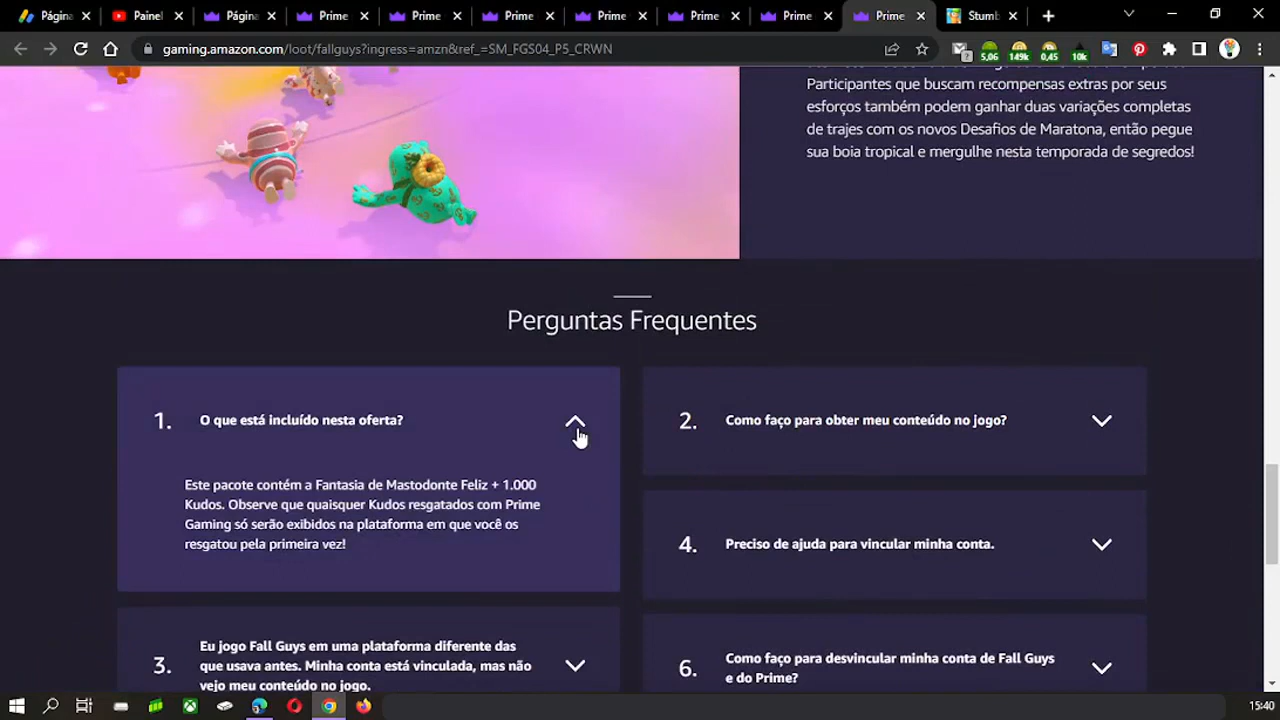 Página
Painel
Página
Prime
Prime
Prime
Prime
Prime
Prime
Prime
Stumb
gaming.amazon.com/loot/fallguys?ingress=amzn&ref_=SM_FGS04_P5_CRWN
5,06
149k
0,45
10k
Participantes que buscam recompensas extras por seus
esforços também podem ganhar duas variações completas
de trajes com os novos Desafios de Maratona, então pegue
sua boia tropical e mergulhe nesta temporada de segredos!
Perguntas Frequentes
1. O que está incluído nesta oferta?
Este pacote contém a Fantasia de Mastodonte Feliz + 1.000
Kudos. Observe que quaisquer Kudos resgatados com Prime
Gaming só serão exibidos na plataforma em que você os
resgatou pela primeira vez!
2. Como faço para obter meu conteúdo no jogo?
4. Preciso de ajuda para vincular minha conta.
3. Eu jogo Fall Guys em uma plataforma diferente das
que usava antes. Minha conta está vinculada, mas não
vejo meu conteúdo no jogo.
6. Como faço para desvincular minha conta de Fall Guys
e do Prime?
15:40